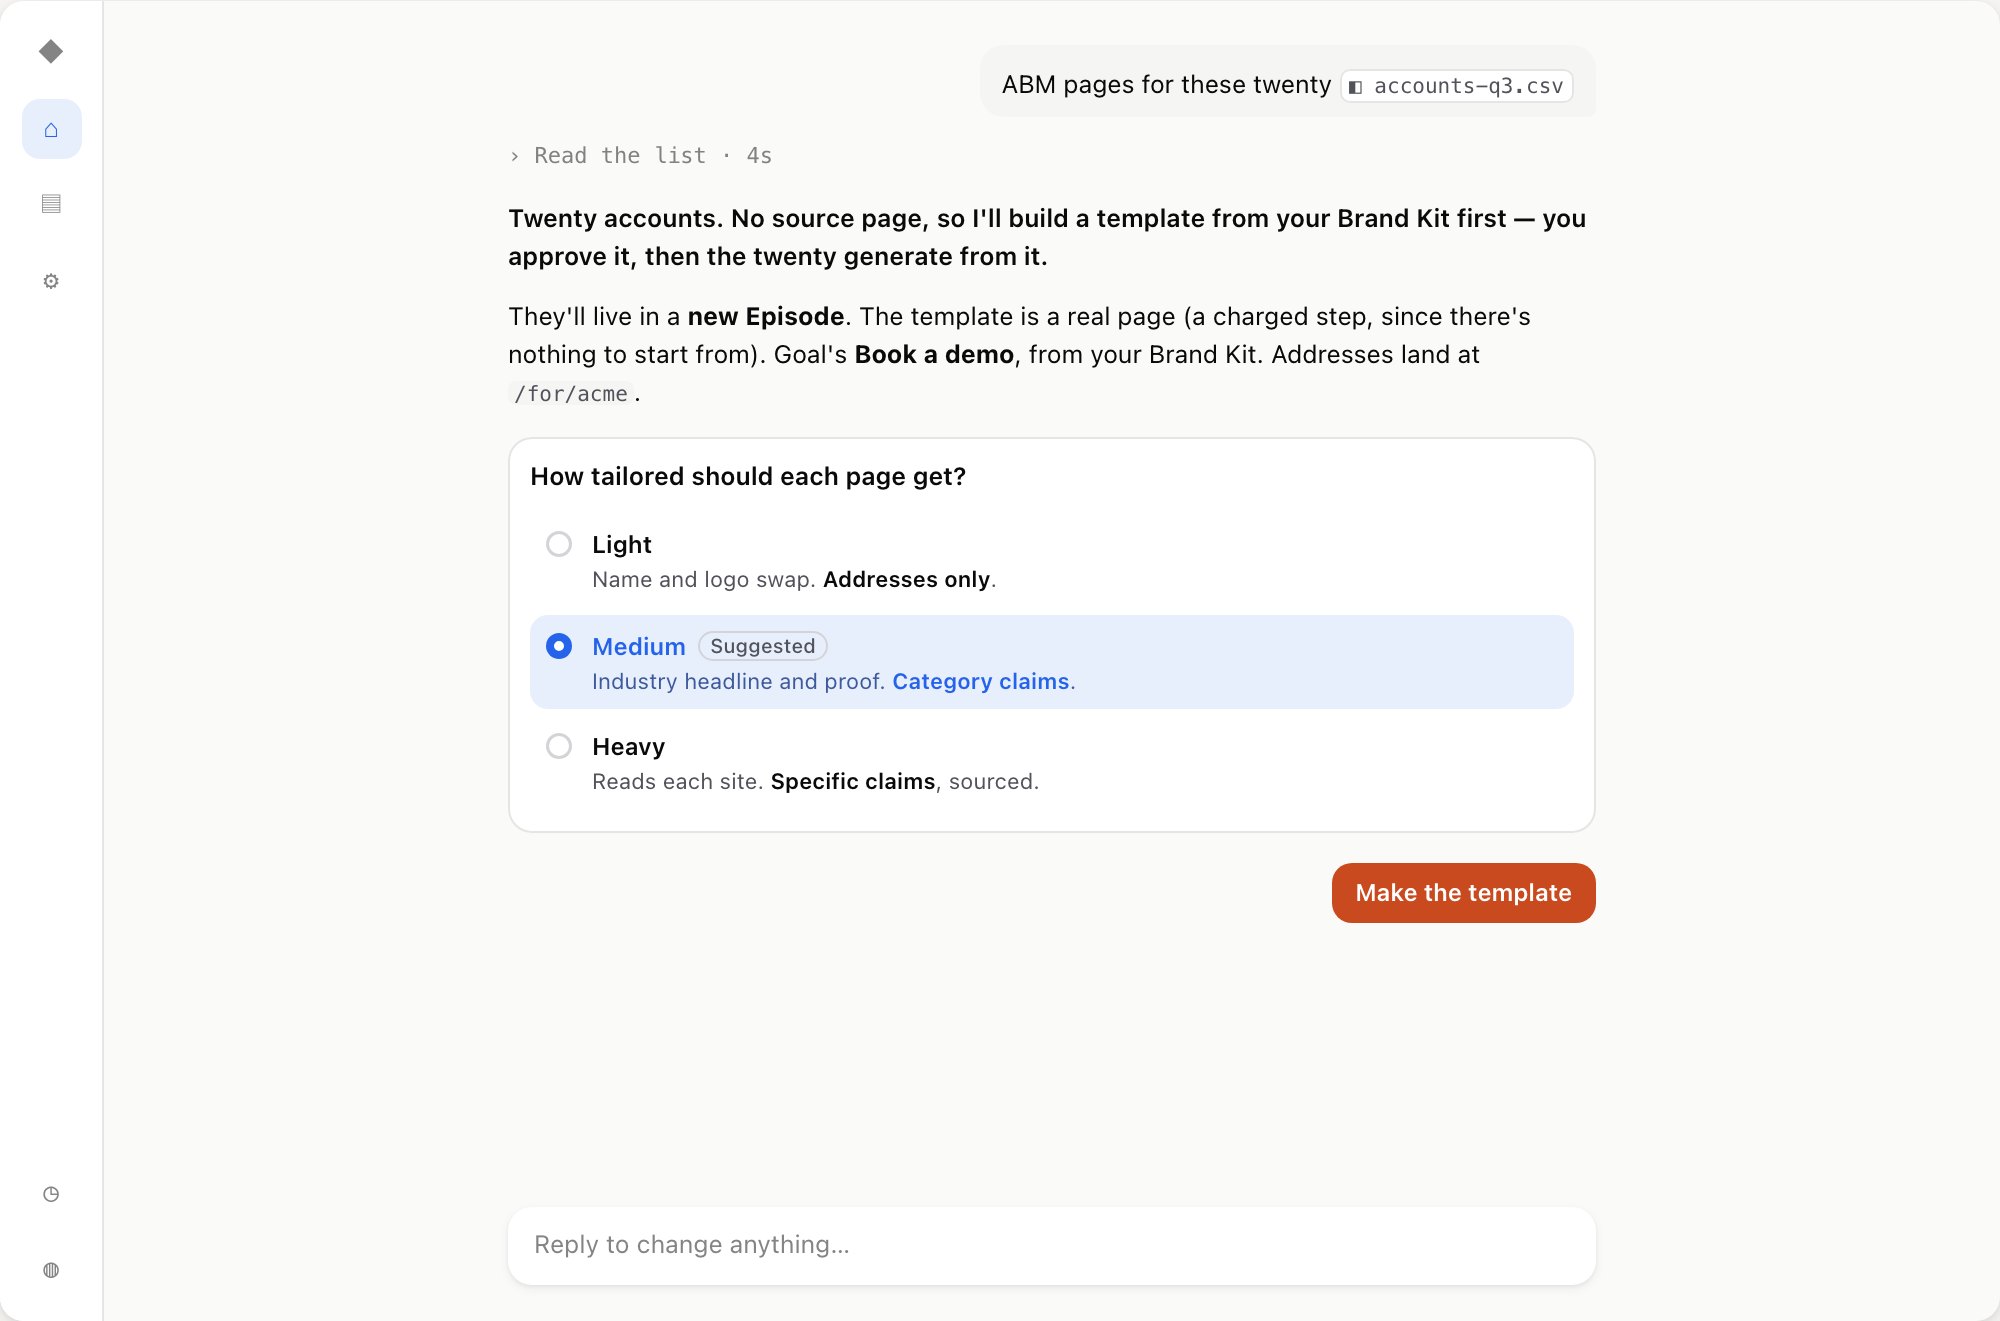 ABM pages for these twenty accounts-q3.csv
› Read the list · 4s
Twenty accounts. No source page, so I'll build a template from your Brand Kit first — you
approve it, then the twenty generate from it.
They'll live in a new Episode. The template is a real page (a charged step, since there's
nothing to start from). Goal's Book a demo, from your Brand Kit. Addresses land at
/for/acme.
How tailored should each page get?
Light
Name and logo swap. Addresses only.
Medium Suggested
Industry headline and proof. Category claims.
Heavy
Reads each site. Specific claims, sourced.
Make the template
Reply to change anything...